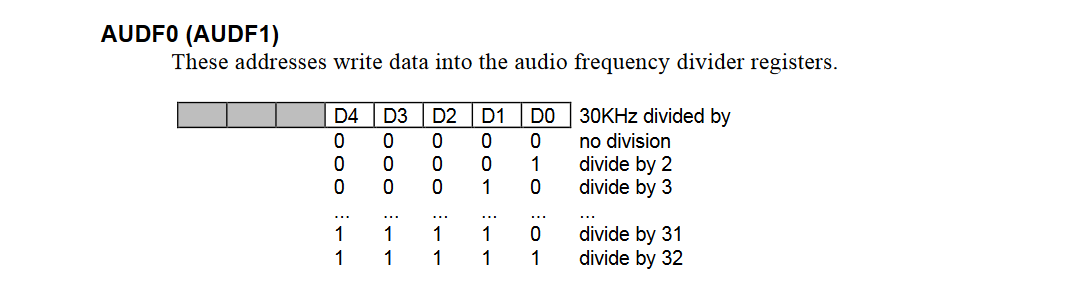 AUDF0 (AUDF1)
These addresses write data into the audio frequency divider registers.
D4 D3 D2 D1 D0 30KHz divided by
0 0 0 0 0 no division
0 0 0 0 1 divide by 2
0 0 0 1 0 divide by 3
... ... ... ... ... ...
1 1 1 1 0 divide by 31
1 1 1 1 1 divide by 32